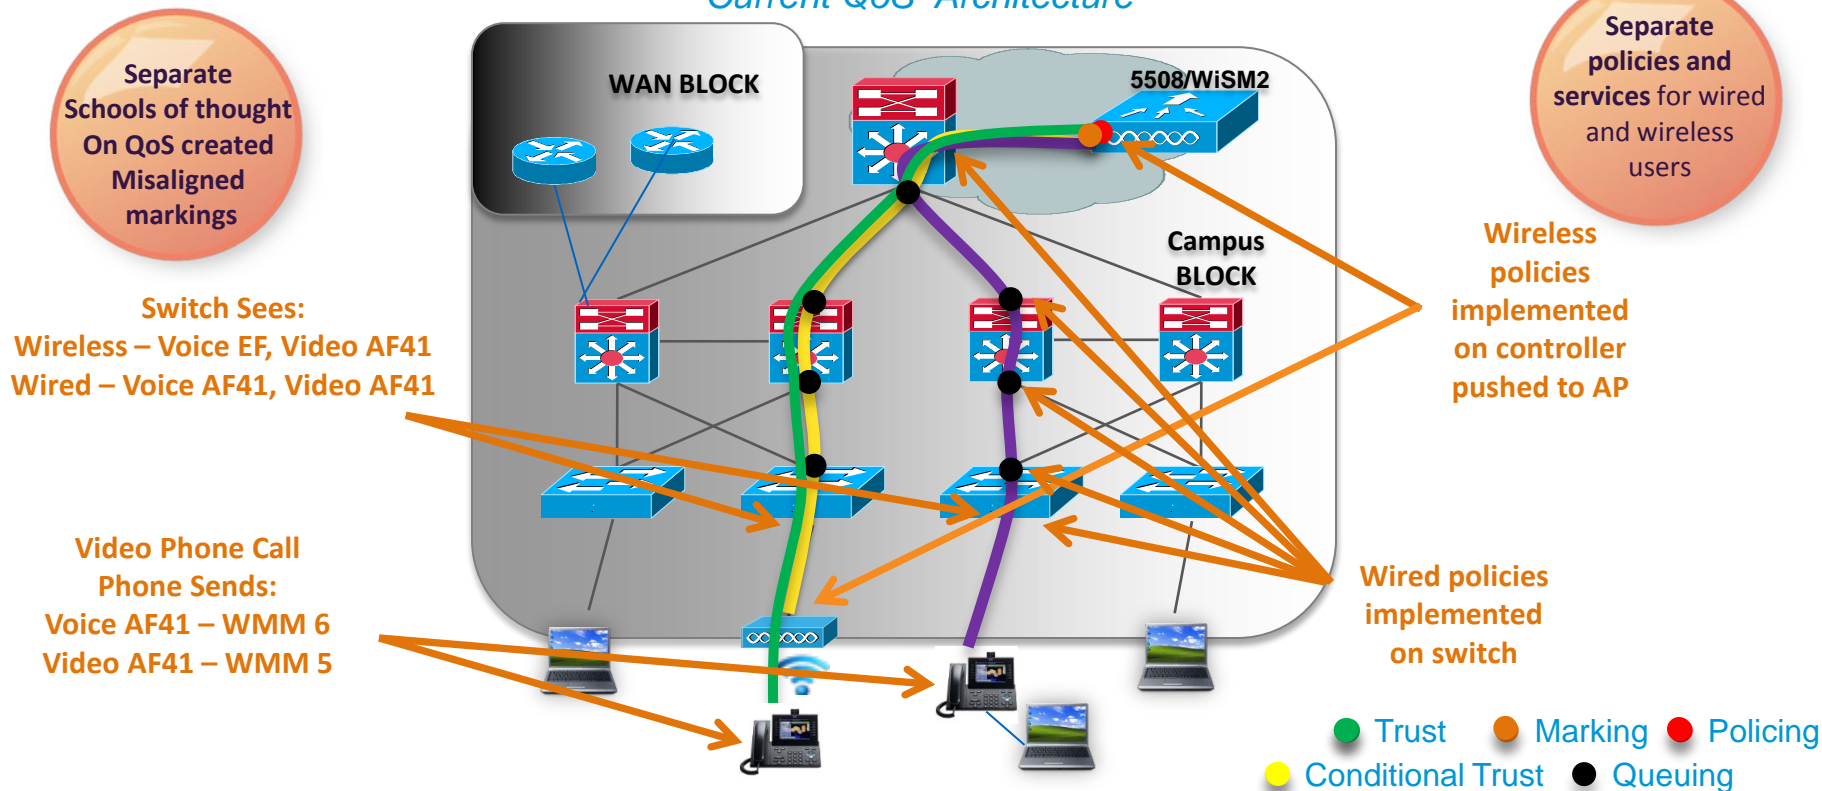 Current QoS Architecture
Separate
Schools of thought
On QoS created
Misaligned
markings
WAN BLOCK
5508/WiSM2
Separate
policies and
services for wired
and wireless
users
Campus
BLOCK
Wireless
policies
implemented
on controller
pushed to AP
Switch Sees:
Wireless – Voice EF, Video AF41
Wired – Voice AF41, Video AF41
Video Phone Call
Phone Sends:
Voice AF41 – WMM 6
Video AF41 – WMM 5
Wired policies
implemented
on switch
Trust
Marking
Policing
Conditional Trust
Queuing